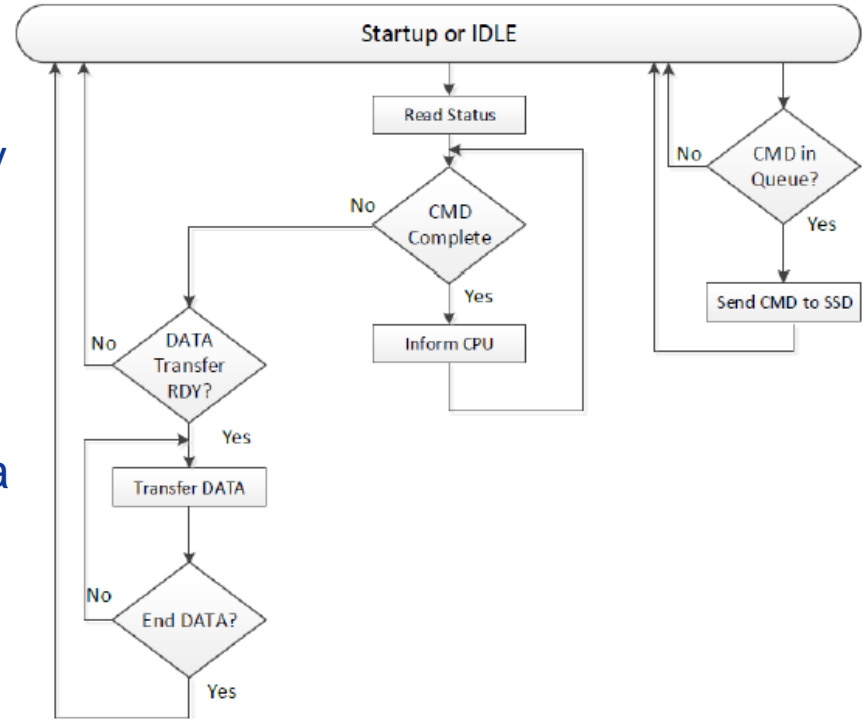 Startup or IDLE
Read Status
y
No
CMD in
Queue?
No
CMD
Complete
Yes
Yes
Send CMD to SSD
No
DATA
Transfer
RDY?
Inform CPU
Yes
a
Transfer DATA
No
End DATA?
Yes